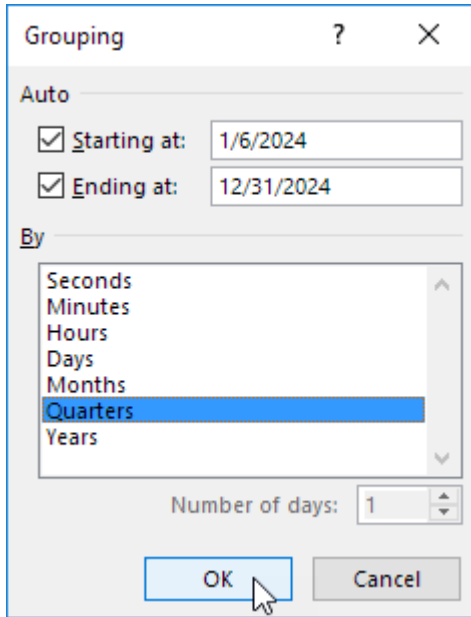 Grouping ?
Auto
Starting at: 1/6/2024
Ending at: 12/31/2024
By
Seconds
Minutes
Hours
Days
Months
Quarters
Years
Number of days: 1
OK Cancel